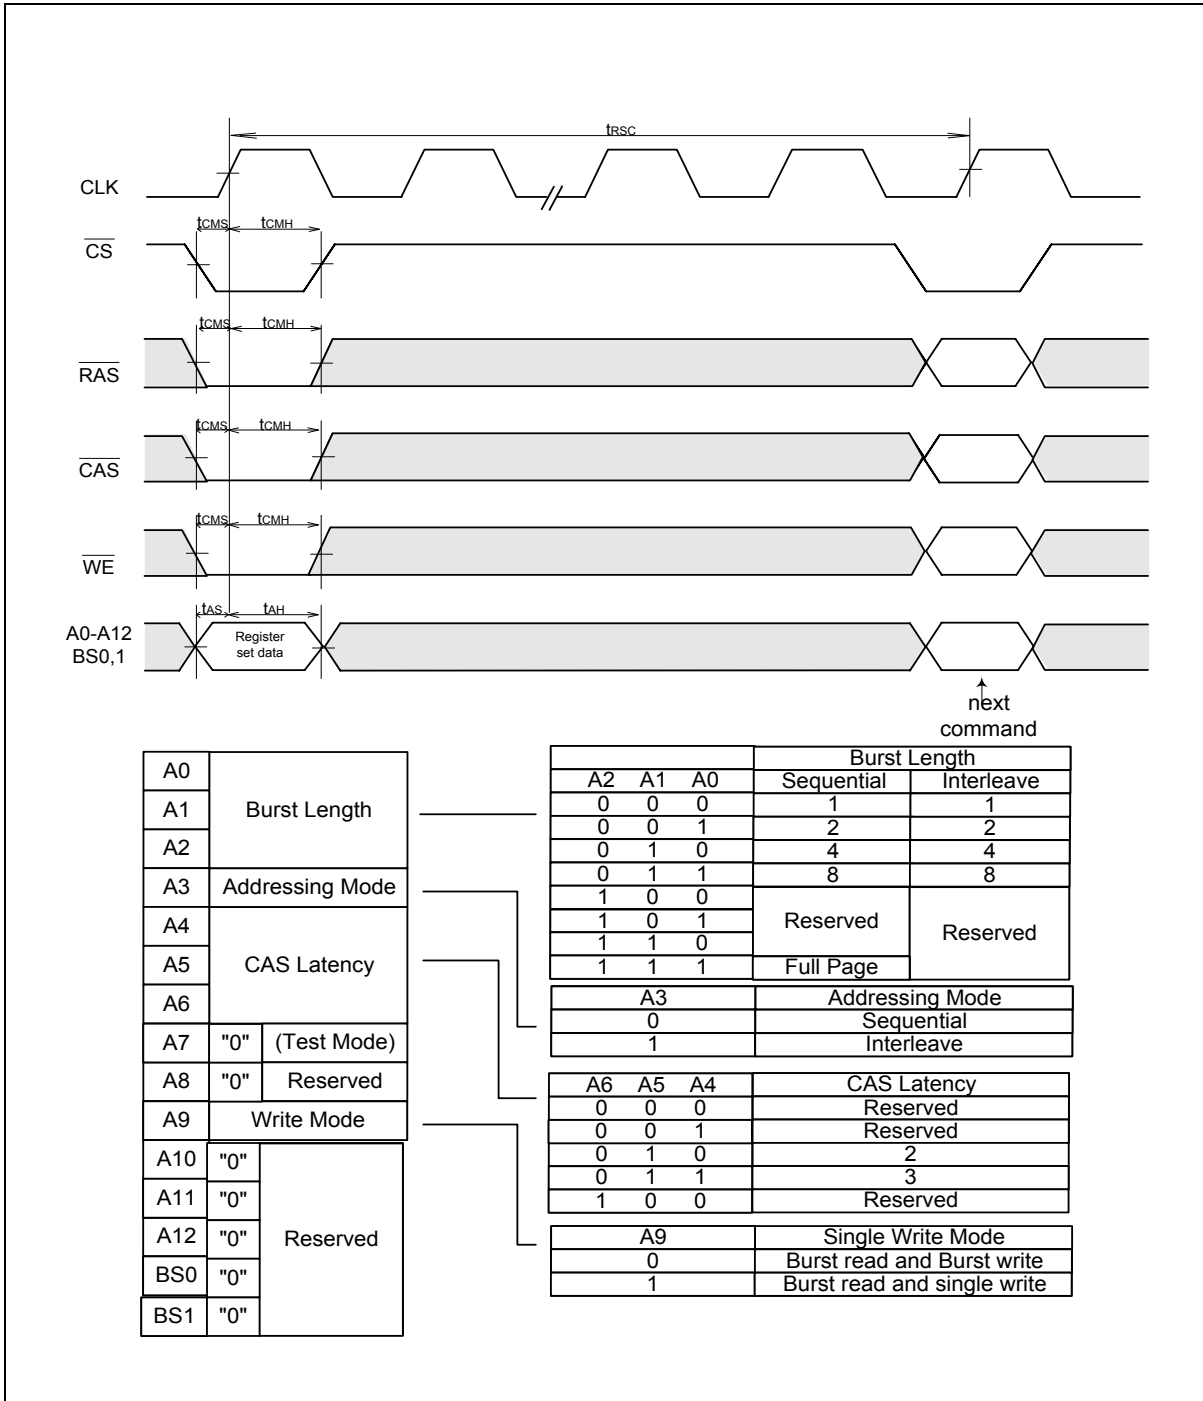 tRSC
CLK
tCMS tCMH
CS
tCMS tCMH
RAS
tCMS tCMH
CAS
tCMS tCMH
WE
tAS tAH
A0-A12
BS0,1
Register
set data
next
command
A0
A1 Burst Length
A2
A3 Addressing Mode
A4
A5 CAS Latency
A6
A7 "0" (Test Mode)
A8 "0" Reserved
A9 Write Mode
A10 "0"
A11 "0"
A12 "0" Reserved
BS0 "0"
BS1 "0"
Burst Length
A2 A1 A0 Sequential Interleave
0 0 0 1 1
0 0 1 2 2
0 1 0 4 4
0 1 1 8 8
1 0 0
1 0 1 Reserved Reserved
1 1 0
1 1 1 Full Page
A3 Addressing Mode
0 Sequential
1 Interleave
A6 A5 A4 CAS Latency
0 0 0 Reserved
0 0 1 Reserved
0 1 0 2
0 1 1 3
1 0 0 Reserved
A9 Single Write Mode
0 Burst read and Burst write
1 Burst read and single write